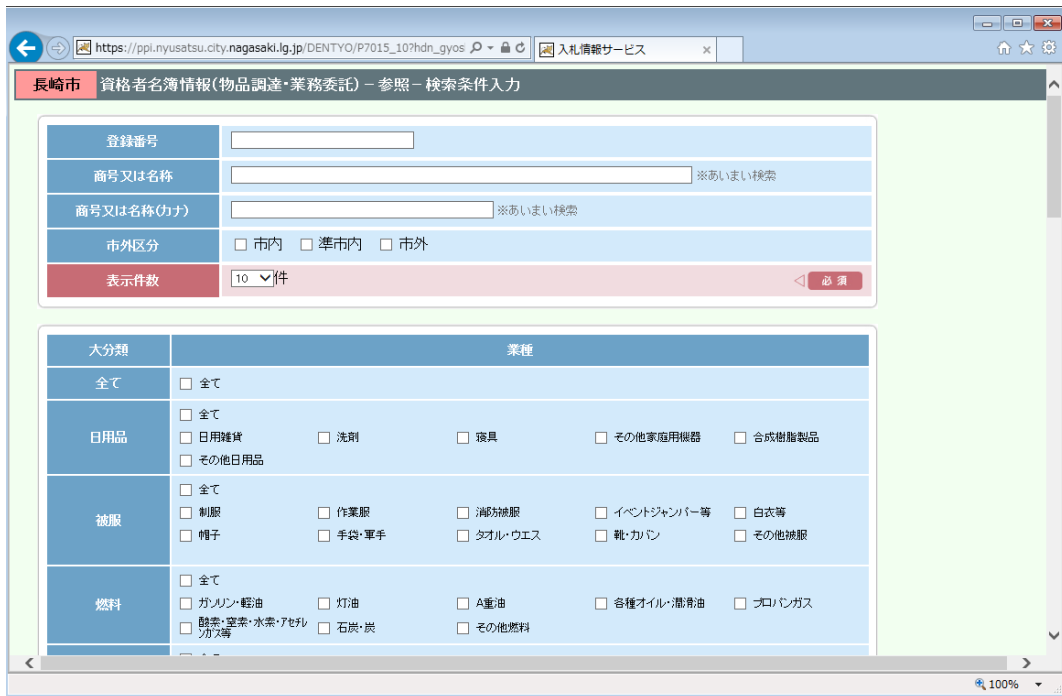 https://ppi.nyusatsu.city.nagasaki.lg.jp/DENTYO/P7015_10?hdn_gyos
入札情報サービス
長崎市 資格者名簿情報(物品調達・業務委託)－参照－検索条件入力
登録番号
商号又は名称 ※あいまい検索
商号又は名称(カナ) ※あいまい検索
市外区分 市内 準市内 市外
表示件数 10 件 必須
大分類 業種
全て 全て
全て
日用品 日用雑貨 洗剤 寝具 その他家庭用機器 合成樹脂製品
その他日用品
全て
被服 制服 作業服 消防被服 イベントジャンパー等 白衣等
帽子 手袋・軍手 タオル・ウエス 靴・カバン その他被服
全て
燃料 ガソリン・軽油 灯油 A重油 各種オイル・潤滑油 プロパンガス
酸素・窒素・水素・アセチレンガス等 石炭・炭 その他燃料
100%